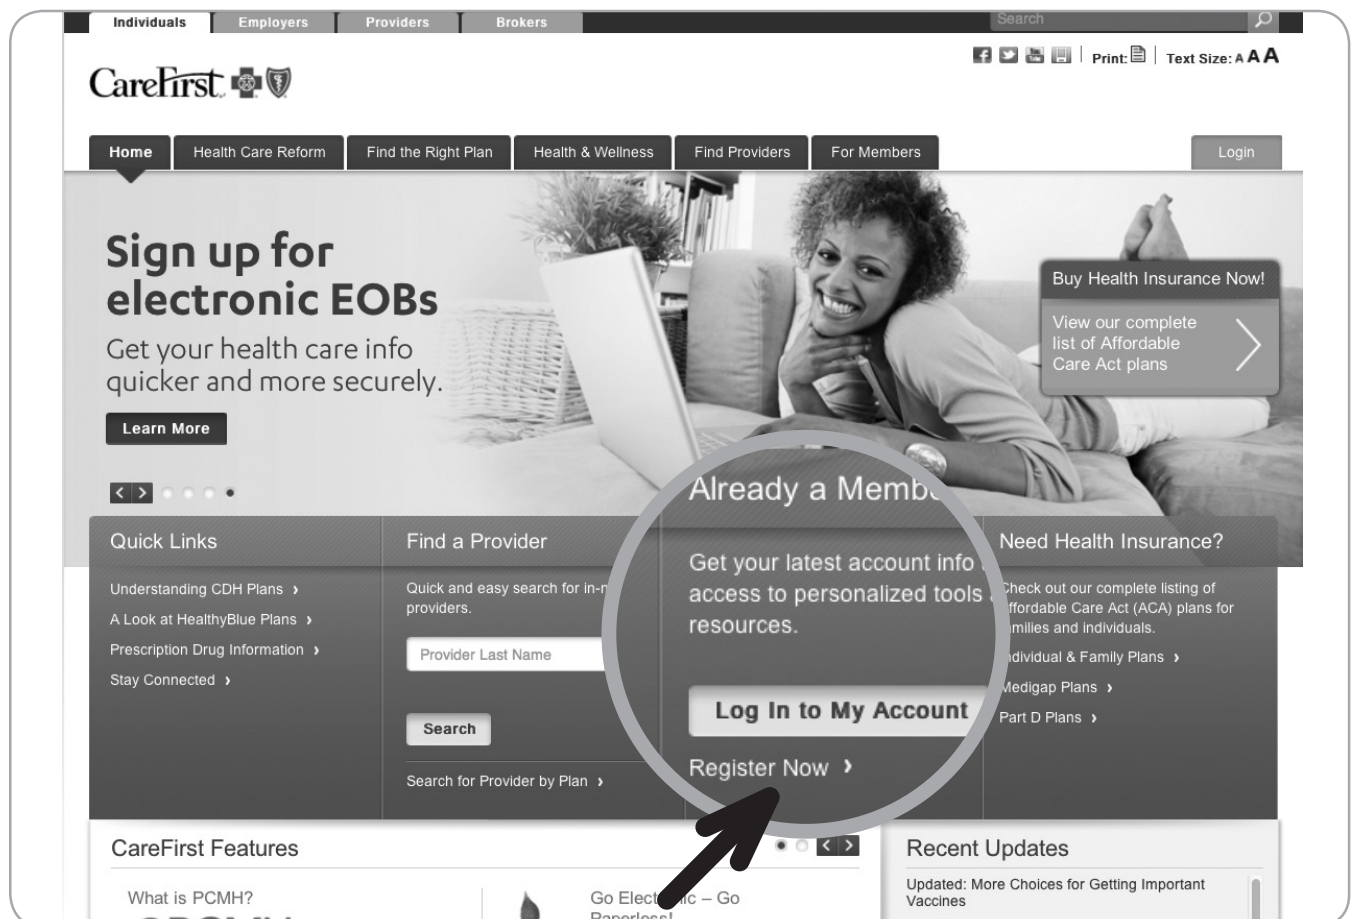 Individuals
Employers
Providers
Brokers
Search
Print:
Text Size: A A A
CareFirst
Home
Health Care Reform
Find the Right Plan
Health & Wellness
Find Providers
For Members
Login
Sign up for
electronic EOBs
Get your health care info
quicker and more securely.
Learn More
Buy Health Insurance Now!
View our complete
list of Affordable
Care Act plans
Quick Links
Understanding CDH Plans
A Look at HealthyBlue Plans
Prescription Drug Information
Stay Connected
Find a Provider
Quick and easy search for
providers.
Provider Last Name
Search
Search for Provider by Plan
Already a
Get your latest account info
access to personalized tools
resources.
Log In to My Account
Register Now
Need Health Insurance?
Check out our complete listing of
Affordable Care Act (ACA) plans for
families and individuals.
Individual & Family Plans
Medigap Plans
Part D Plans
CareFirst Features
What is PCMH?
Go – Go
Paperless!
Recent Updates
Updated: More Choices for Getting Important
Vaccines